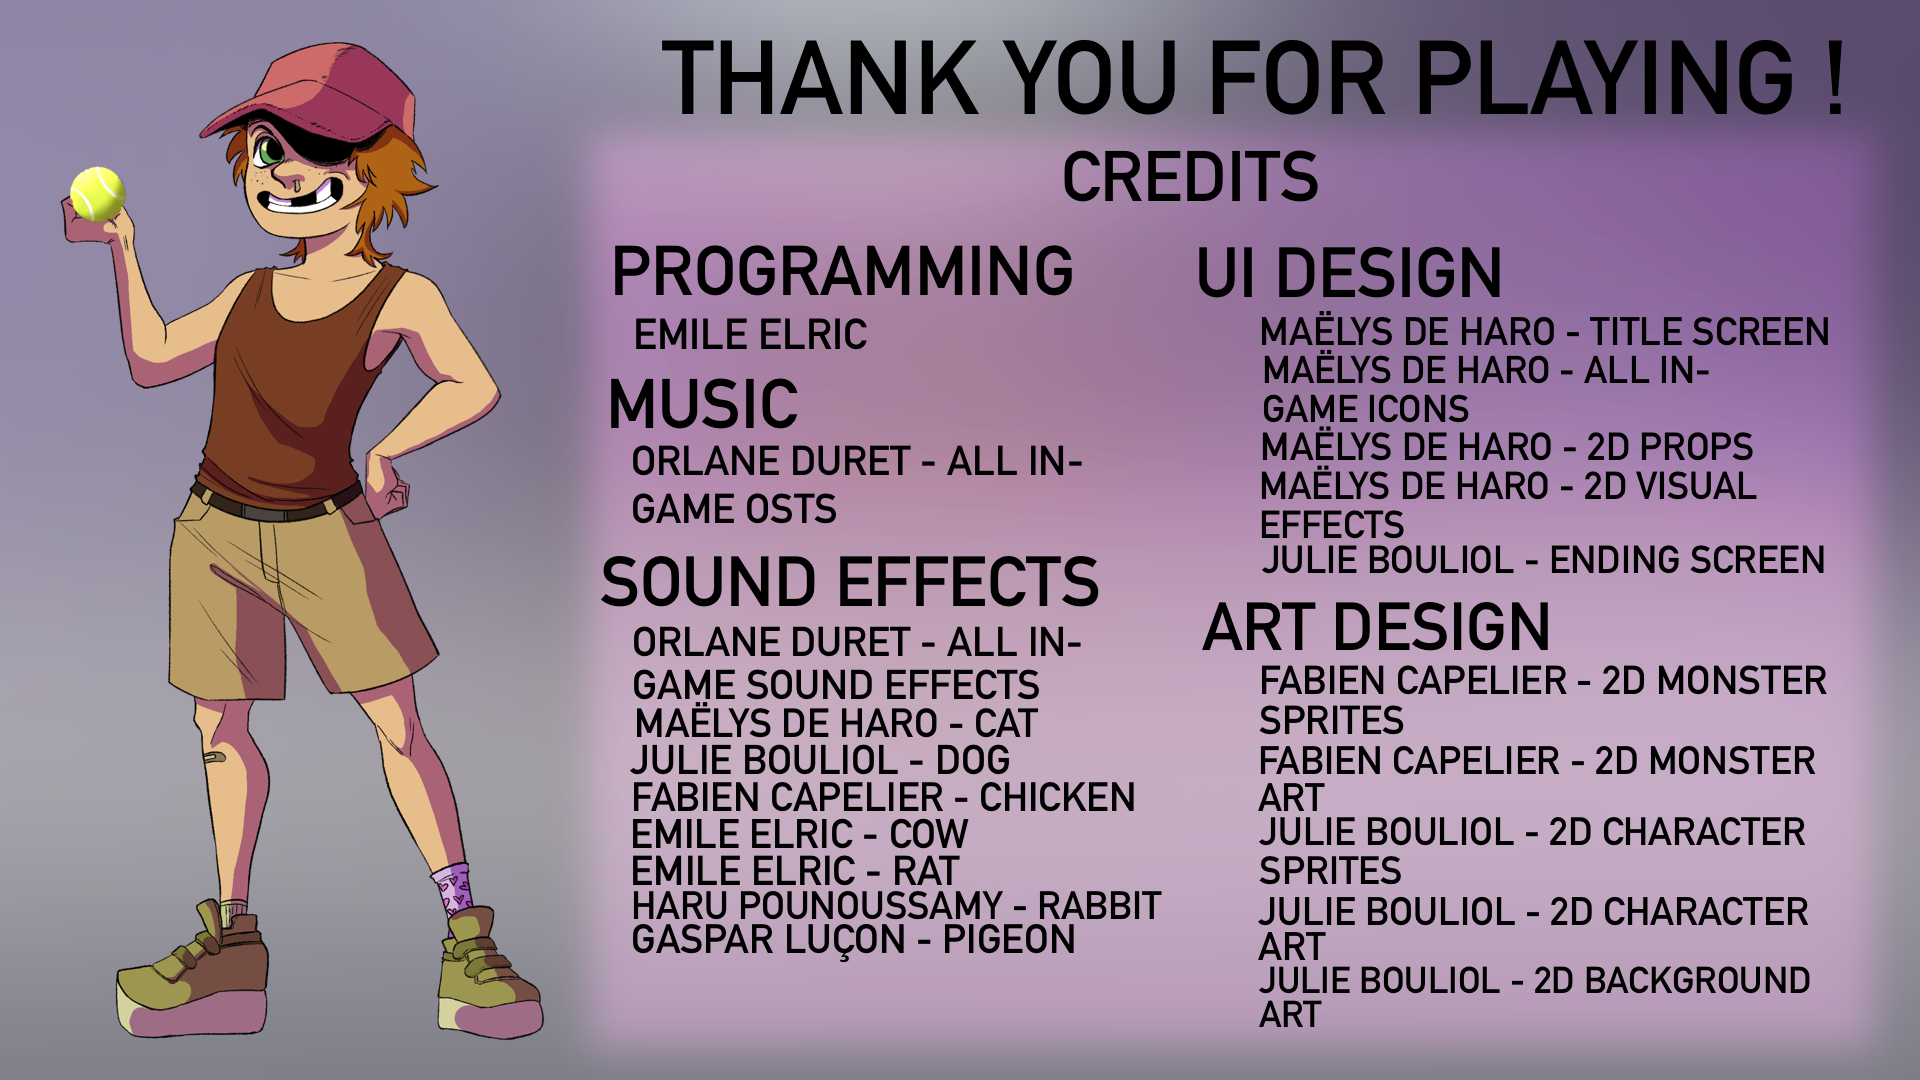 THANK YOU FOR PLAYING !
CREDITS
PROGRAMMING
EMILE ELRIC
MUSIC
ORLANE DURET - ALL IN-
GAME OSTS
SOUND EFFECTS
ORLANE DURET - ALL IN-
GAME SOUND EFFECTS
MAËLYS DE HARO - CAT
JULIE BOULIOL - DOG
FABIEN CAPELIER - CHICKEN
EMILE ELRIC - COW
EMILE ELRIC - RAT
HARU POUNOUSSAMY - RABBIT
GASPAR LUÇON - PIGEON
UI DESIGN
MAËLYS DE HARO - TITLE SCREEN
MAËLYS DE HARO - ALL IN-
GAME ICONS
MAËLYS DE HARO - 2D PROPS
MAËLYS DE HARO - 2D VISUAL
EFFECTS
JULIE BOULIOL - ENDING SCREEN
ART DESIGN
FABIEN CAPELIER - 2D MONSTER
SPRITES
FABIEN CAPELIER - 2D MONSTER
ART
JULIE BOULIOL - 2D CHARACTER
SPRITES
JULIE BOULIOL - 2D CHARACTER
ART
JULIE BOULIOL - 2D BACKGROUND
ART